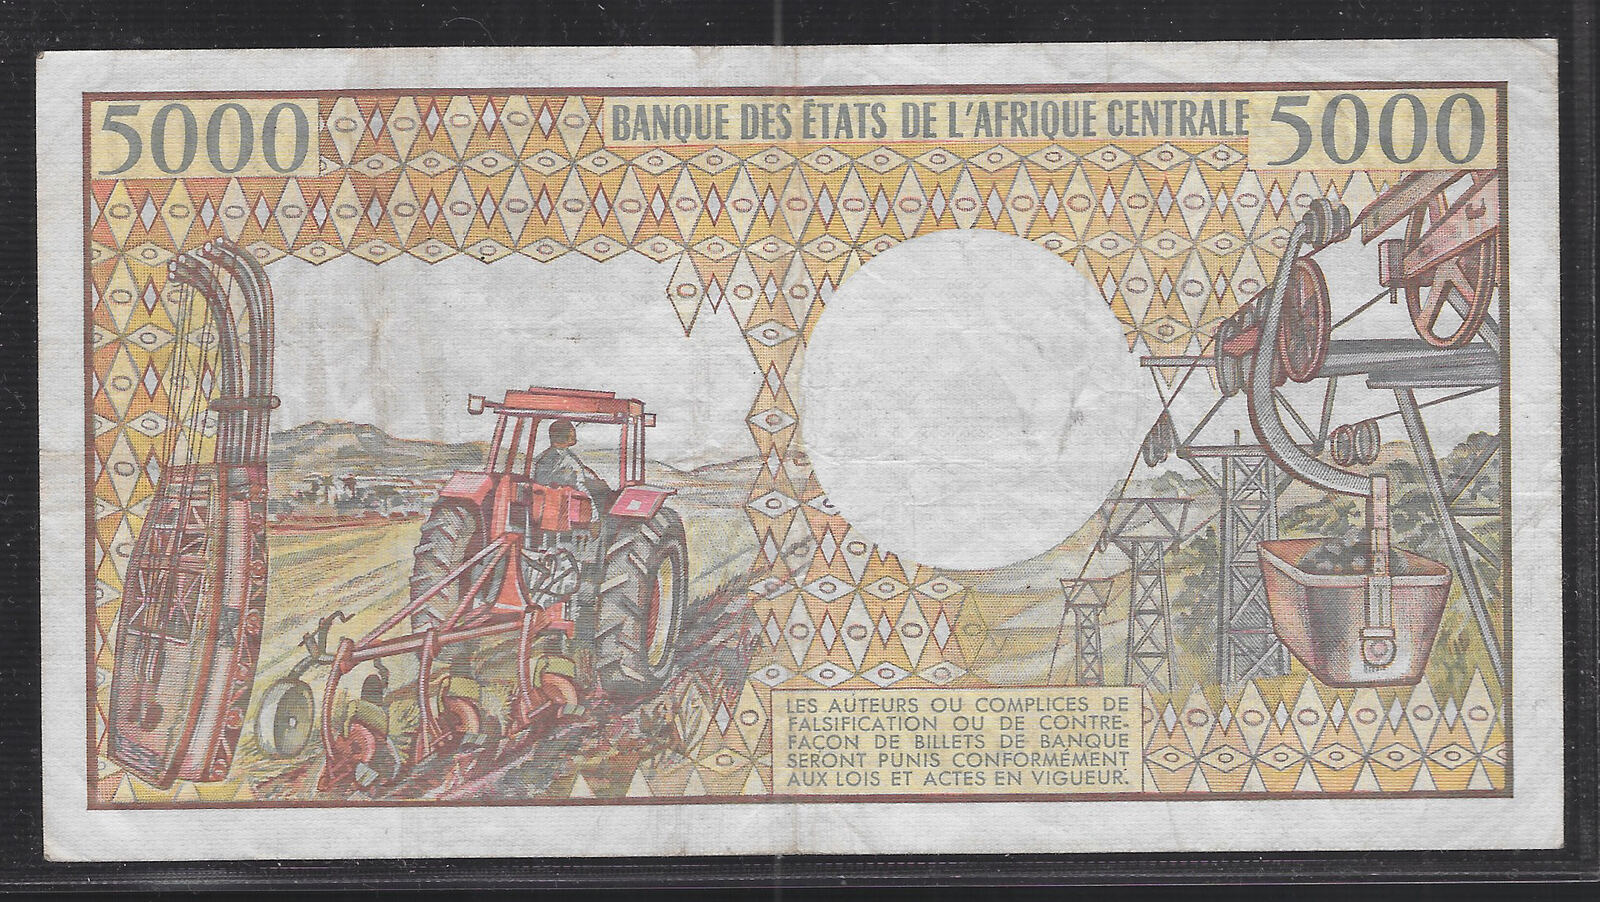 5000
BANQUE DES ÉTATS DE L'AFRIQUE CENTRALE
5000
LES AUTEURS OU COMPLICES DE
FALSIFICATION OU DE CONTRE-
FAÇON DE BILLETS DE BANQUE
SERONT PUNIS CONFORMÉMENT
AUX LOIS ET ACTES EN VIGUEUR.